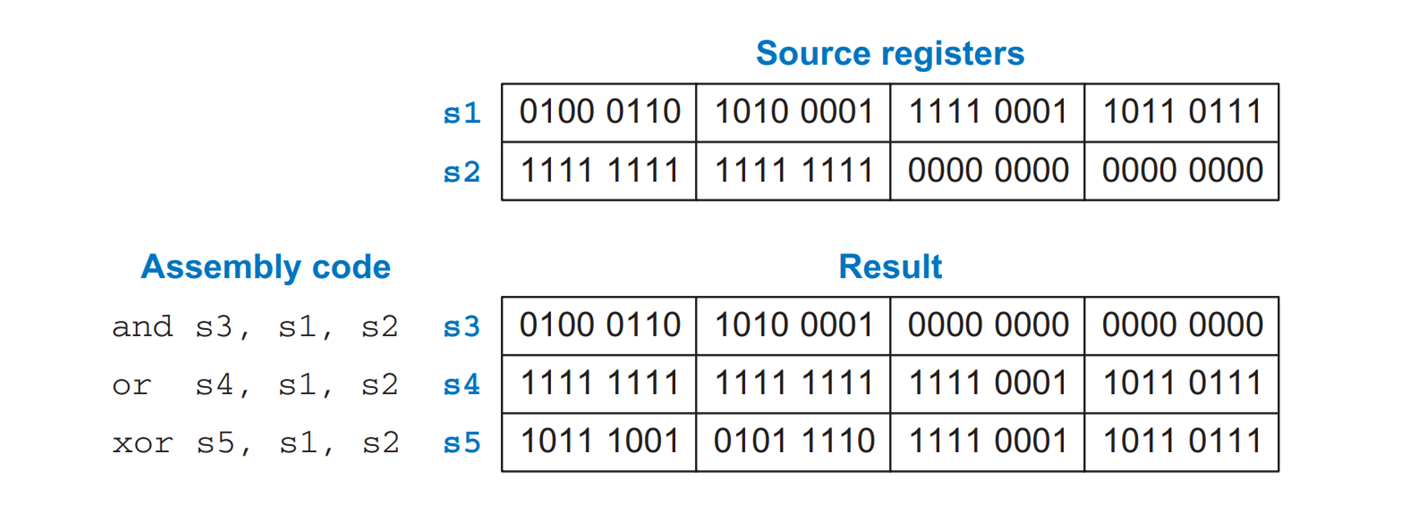 Source registers
s1 0100 0110 1010 0001 1111 0001 1011 0111
s2 1111 1111 1111 1111 0000 0000 0000 0000
Assembly code Result
and s3, s1, s2 s3 0100 0110 1010 0001 0000 0000 0000 0000
or s4, s1, s2 s4 1111 1111 1111 1111 1111 0001 1011 0111
xor s5, s1, s2 s5 1011 1001 0101 1110 1111 0001 1011 0111